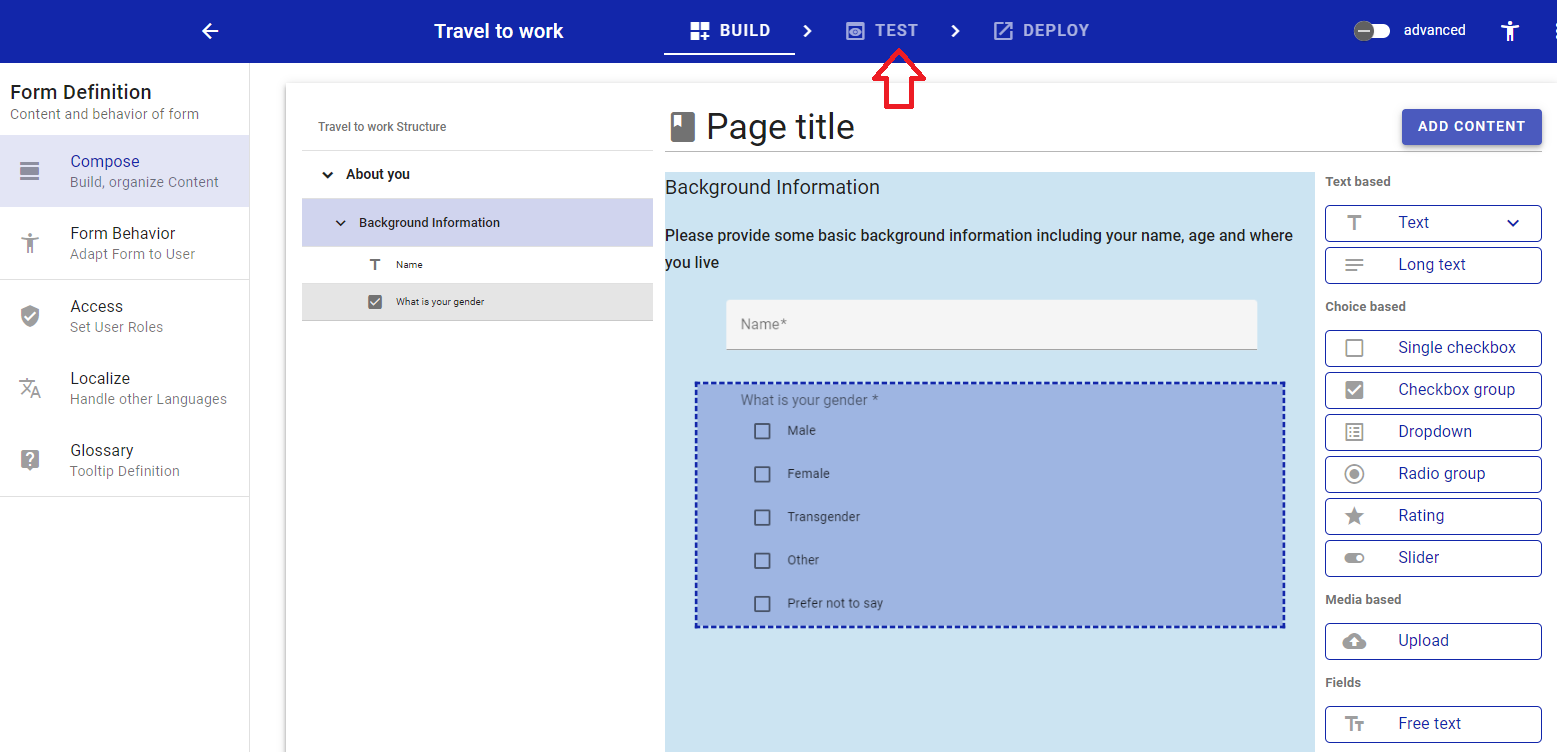 Travel to work
BUILD
TEST
DEPLOY
advanced
Form Definition
Content and behavior of form
Compose
Build, organize Content
Form Behavior
Adapt Form to User
Access
Set User Roles
Localize
Handle other Languages
Glossary
Tooltip Definition
Travel to work Structure
About you
Background Information
Name
What is your gender
Page title
ADD CONTENT
Background Information
Please provide some basic background information including your name, age and where
you live
Name*
What is your gender *
Male
Female
Transgender
Other
Prefer not to say
Text based
Text
Long text
Choice based
Single checkbox
Checkbox group
Dropdown
Radio group
Rating
Slider
Media based
Upload
Fields
Free text